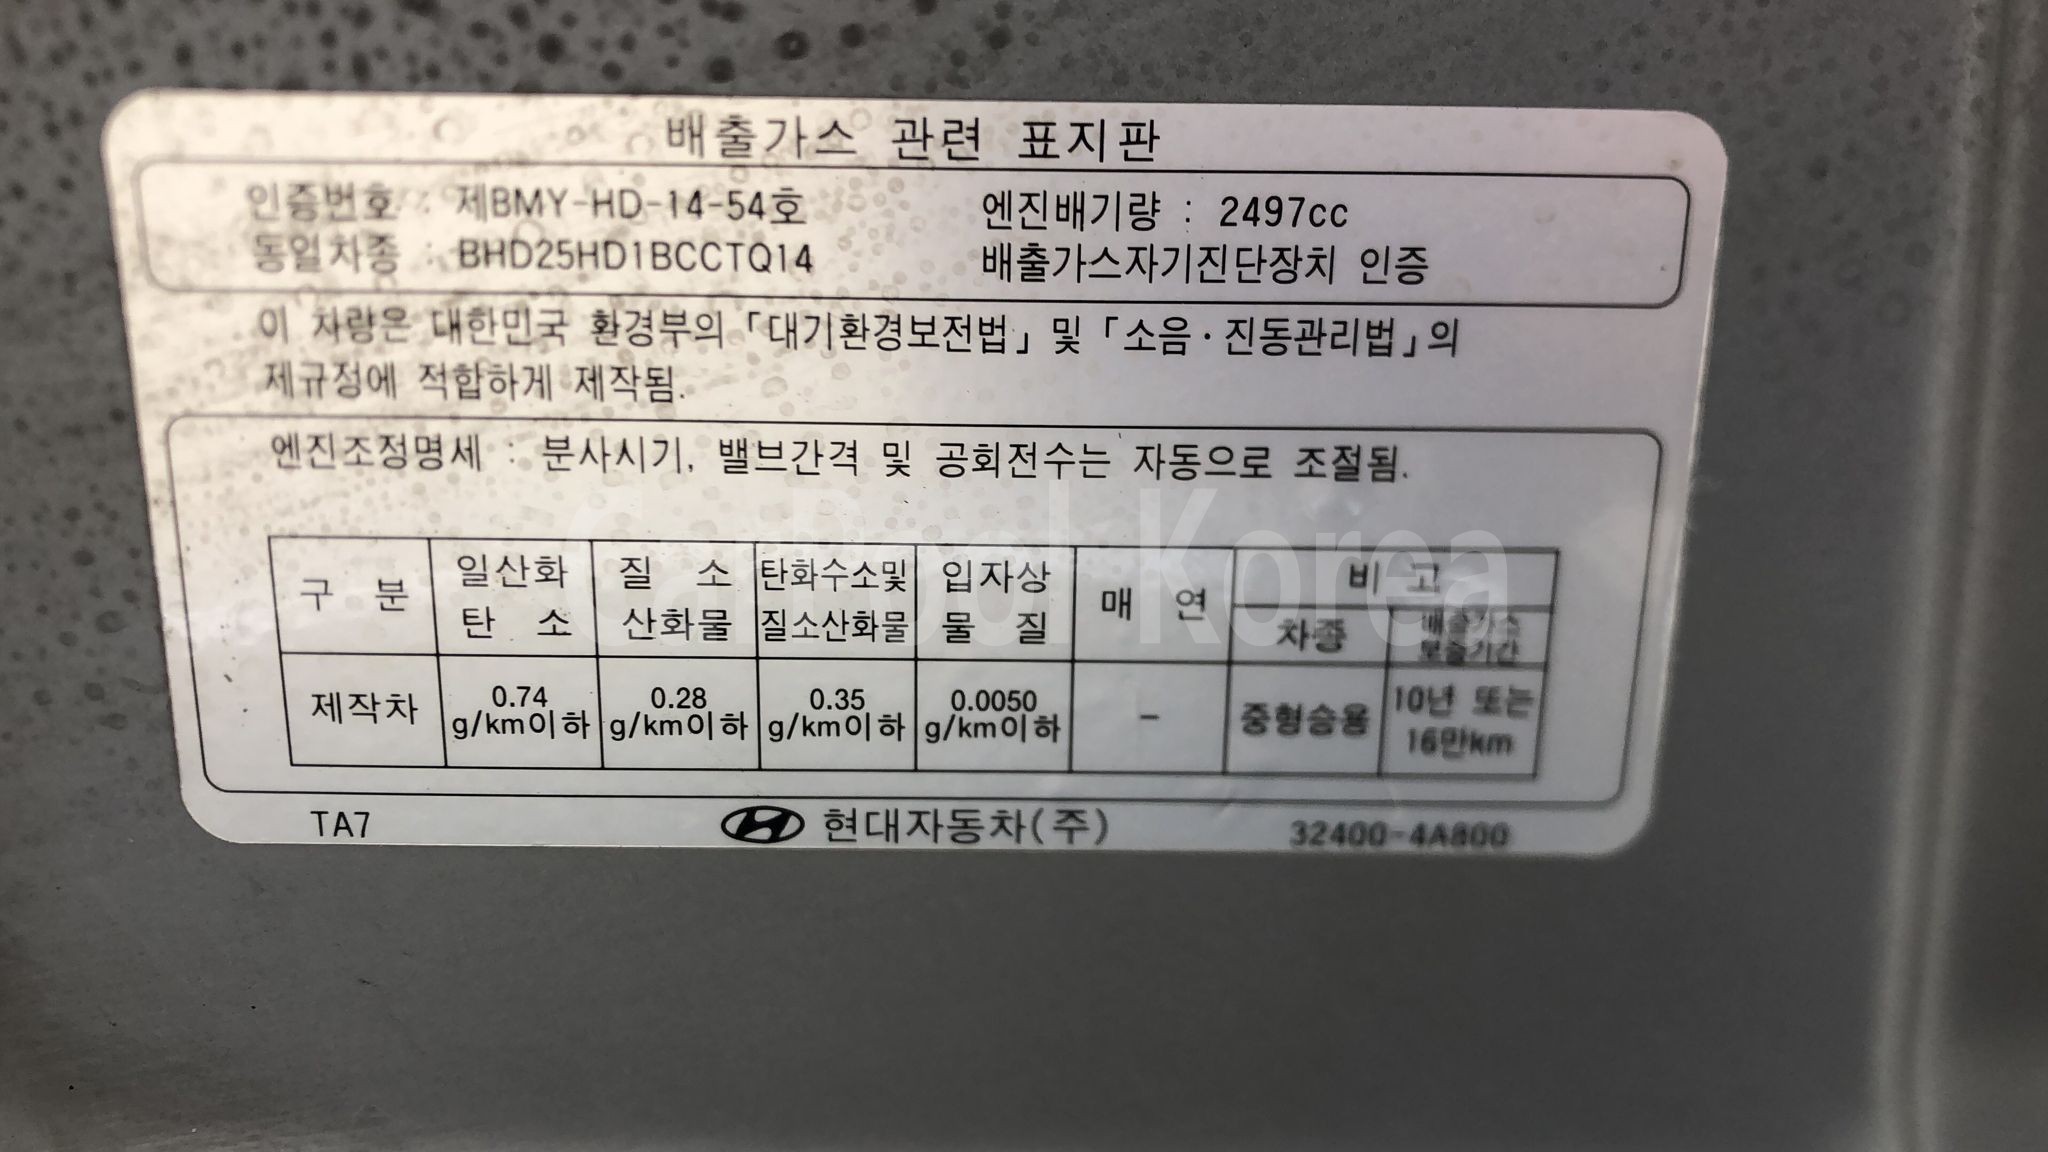 배출가스 관련 표지판
인증번호 : 제BMY-HD-14-54호 엔진배기량 : 2497cc
동일차종 : BHD25HD1BCCTQ14 배출가스자기진단장치 인증
이 차량은 대한민국 환경부의 「대기환경보전법」 및 「소음·진동관리법」의
제규정에 적합하게 제작됨.
엔진조정명세 : 분사시기, 밸브간격 및 공회전수는 자동으로 조절됨.
구 분 일산화 탄 소 질 소 산화물 탄화수소및 질소산화물 입자상 물 질 매 연 비 고
차종 배출가스 보증기간
제작차 0.74 g/km이하 0.28 g/km이하 0.35 g/km이하 0.0050 g/km이하 - 중형승용 10년 또는 16만km
TA7 현대자동차(주) 32400-4A800
CarPool Korea